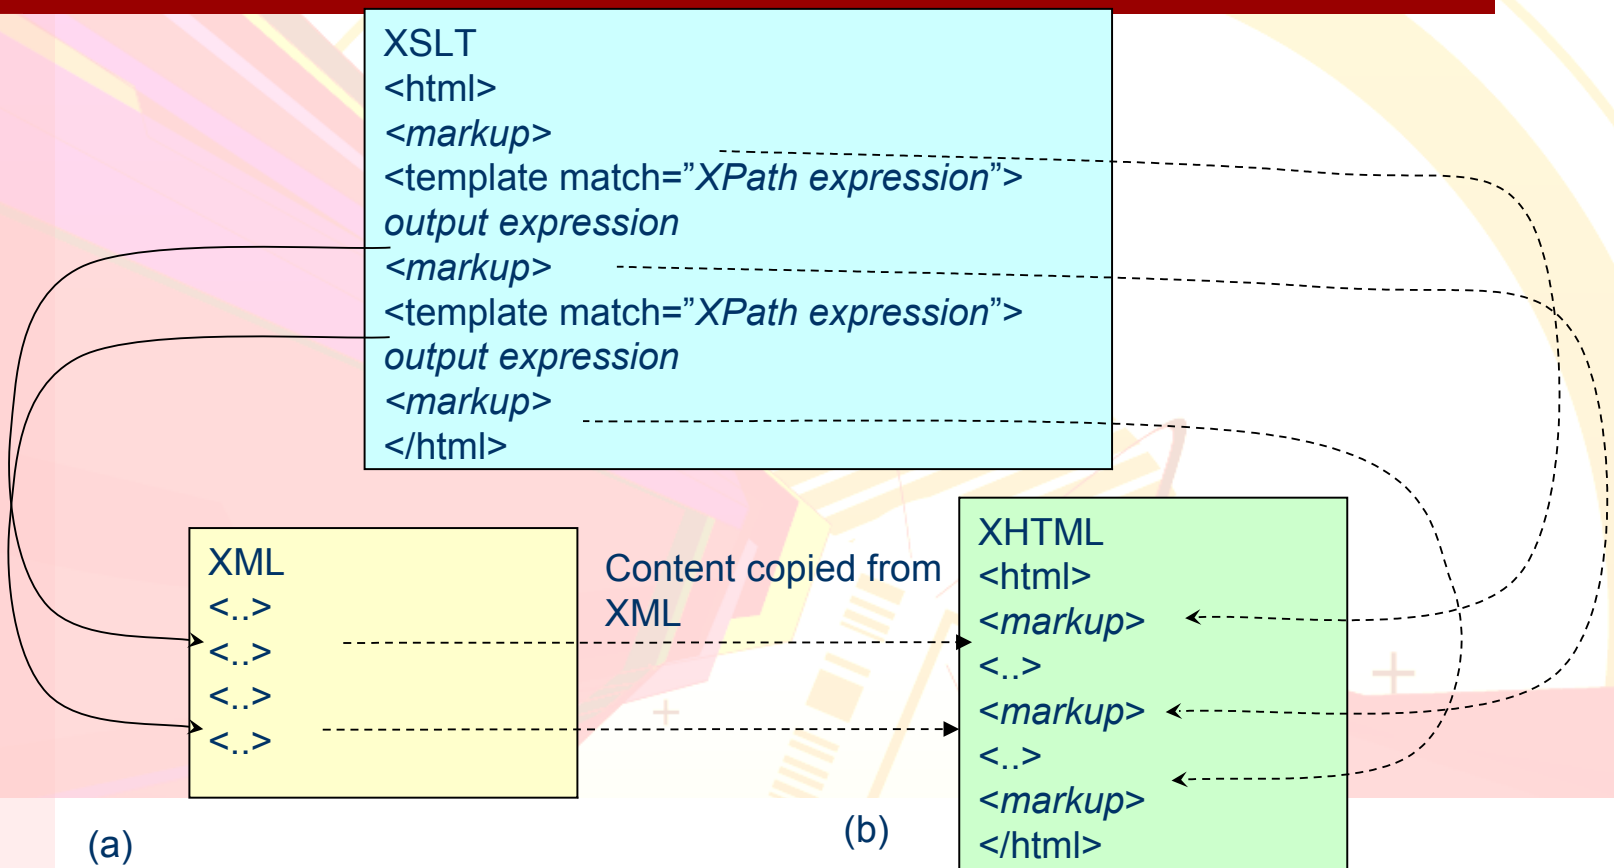 XSLT
<html>
<markup>
<template match=”XPath expression”>
output expression
<markup>
<template match=”XPath expression”>
output expression
<markup>
</html>
XML
<..>
<..>
<..>
<..>
Content copied from
XML
XHTML
<html>
<markup>
<..>
<markup>
<..>
<markup>
</html>
(a)
(b)